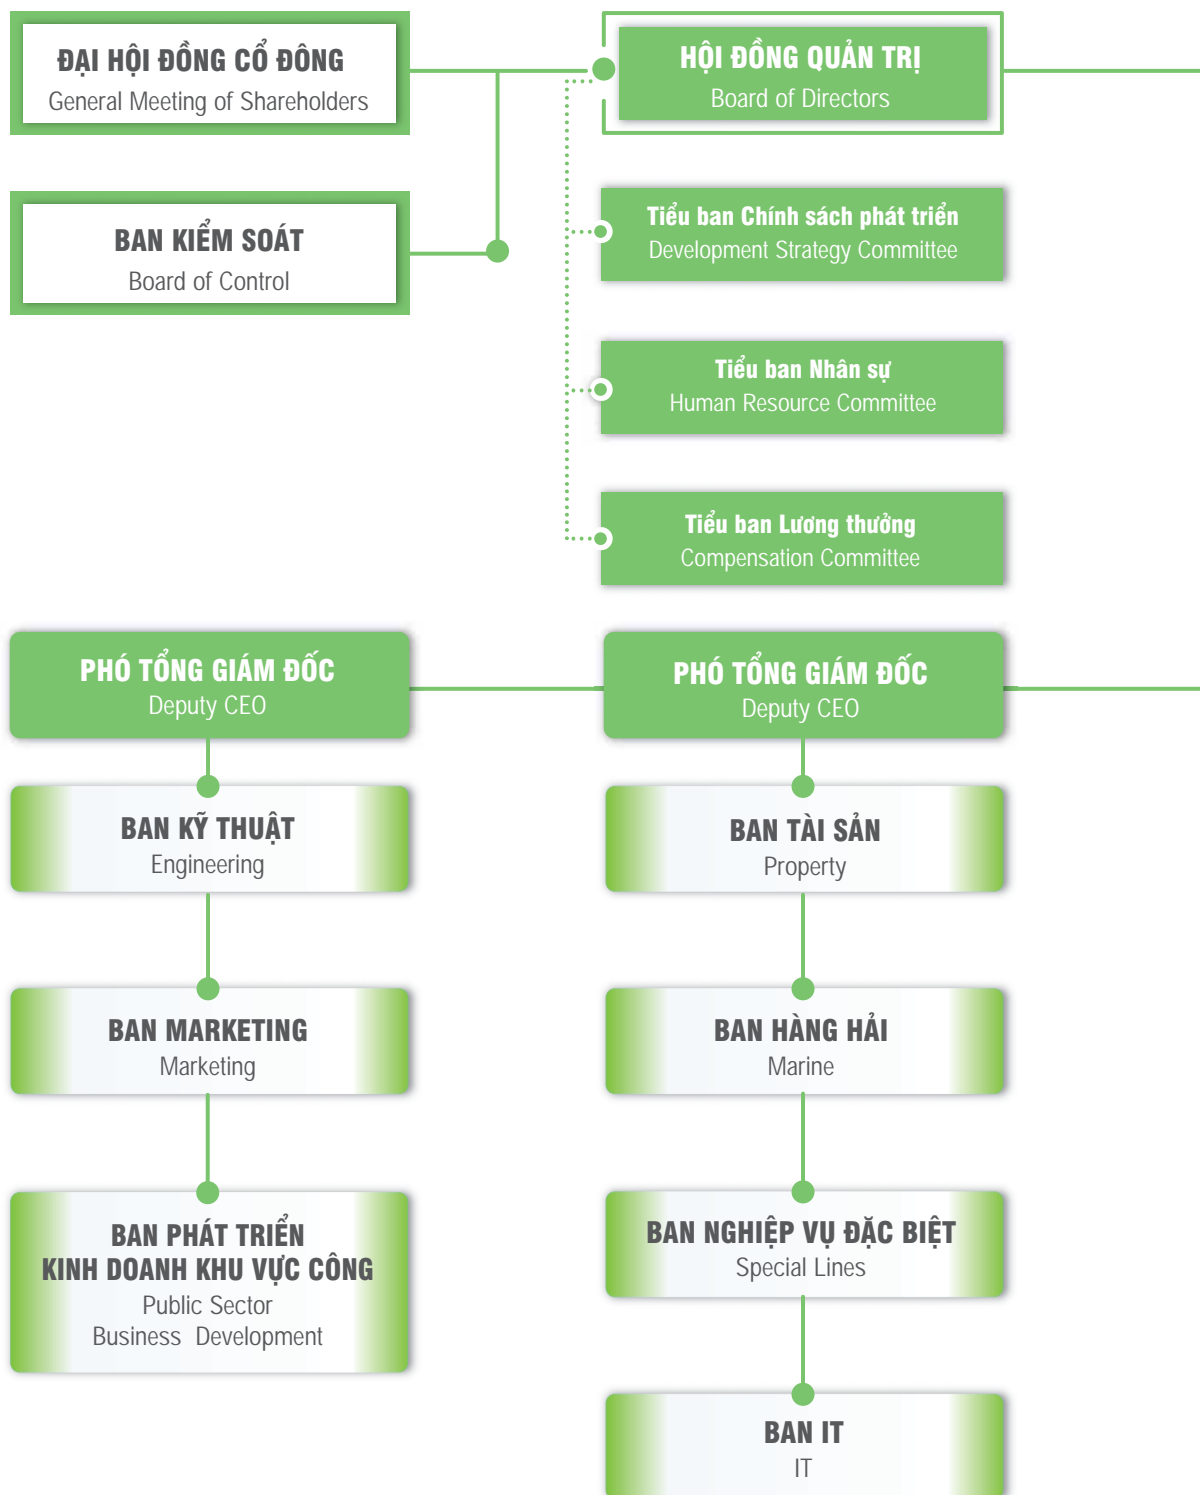 ĐẠI HỘI ĐỒNG CỔ ĐÔNG
General Meeting of Shareholders
HỘI ĐỒNG QUẢN TRỊ
Board of Directors
BAN KIỂM SOÁT
Board of Control
Tiểu ban Chính sách phát triển
Development Strategy Committee
Tiểu ban Nhân sự
Human Resource Committee
Tiểu ban Lương thưởng
Compensation Committee
PHÓ TỔNG GIÁM ĐỐC
Deputy CEO
BAN KỸ THUẬT
Engineering
BAN MARKETING
Marketing
BAN PHÁT TRIỂN
KINH DOANH KHU VỰC CÔNG
Public Sector
Business Development
PHÓ TỔNG GIÁM ĐỐC
Deputy CEO
BAN TÀI SẢN
Property
BAN HÀNG HẢI
Marine
BAN NGHIỆP VỤ ĐẶC BIỆT
Special Lines
BAN IT
IT